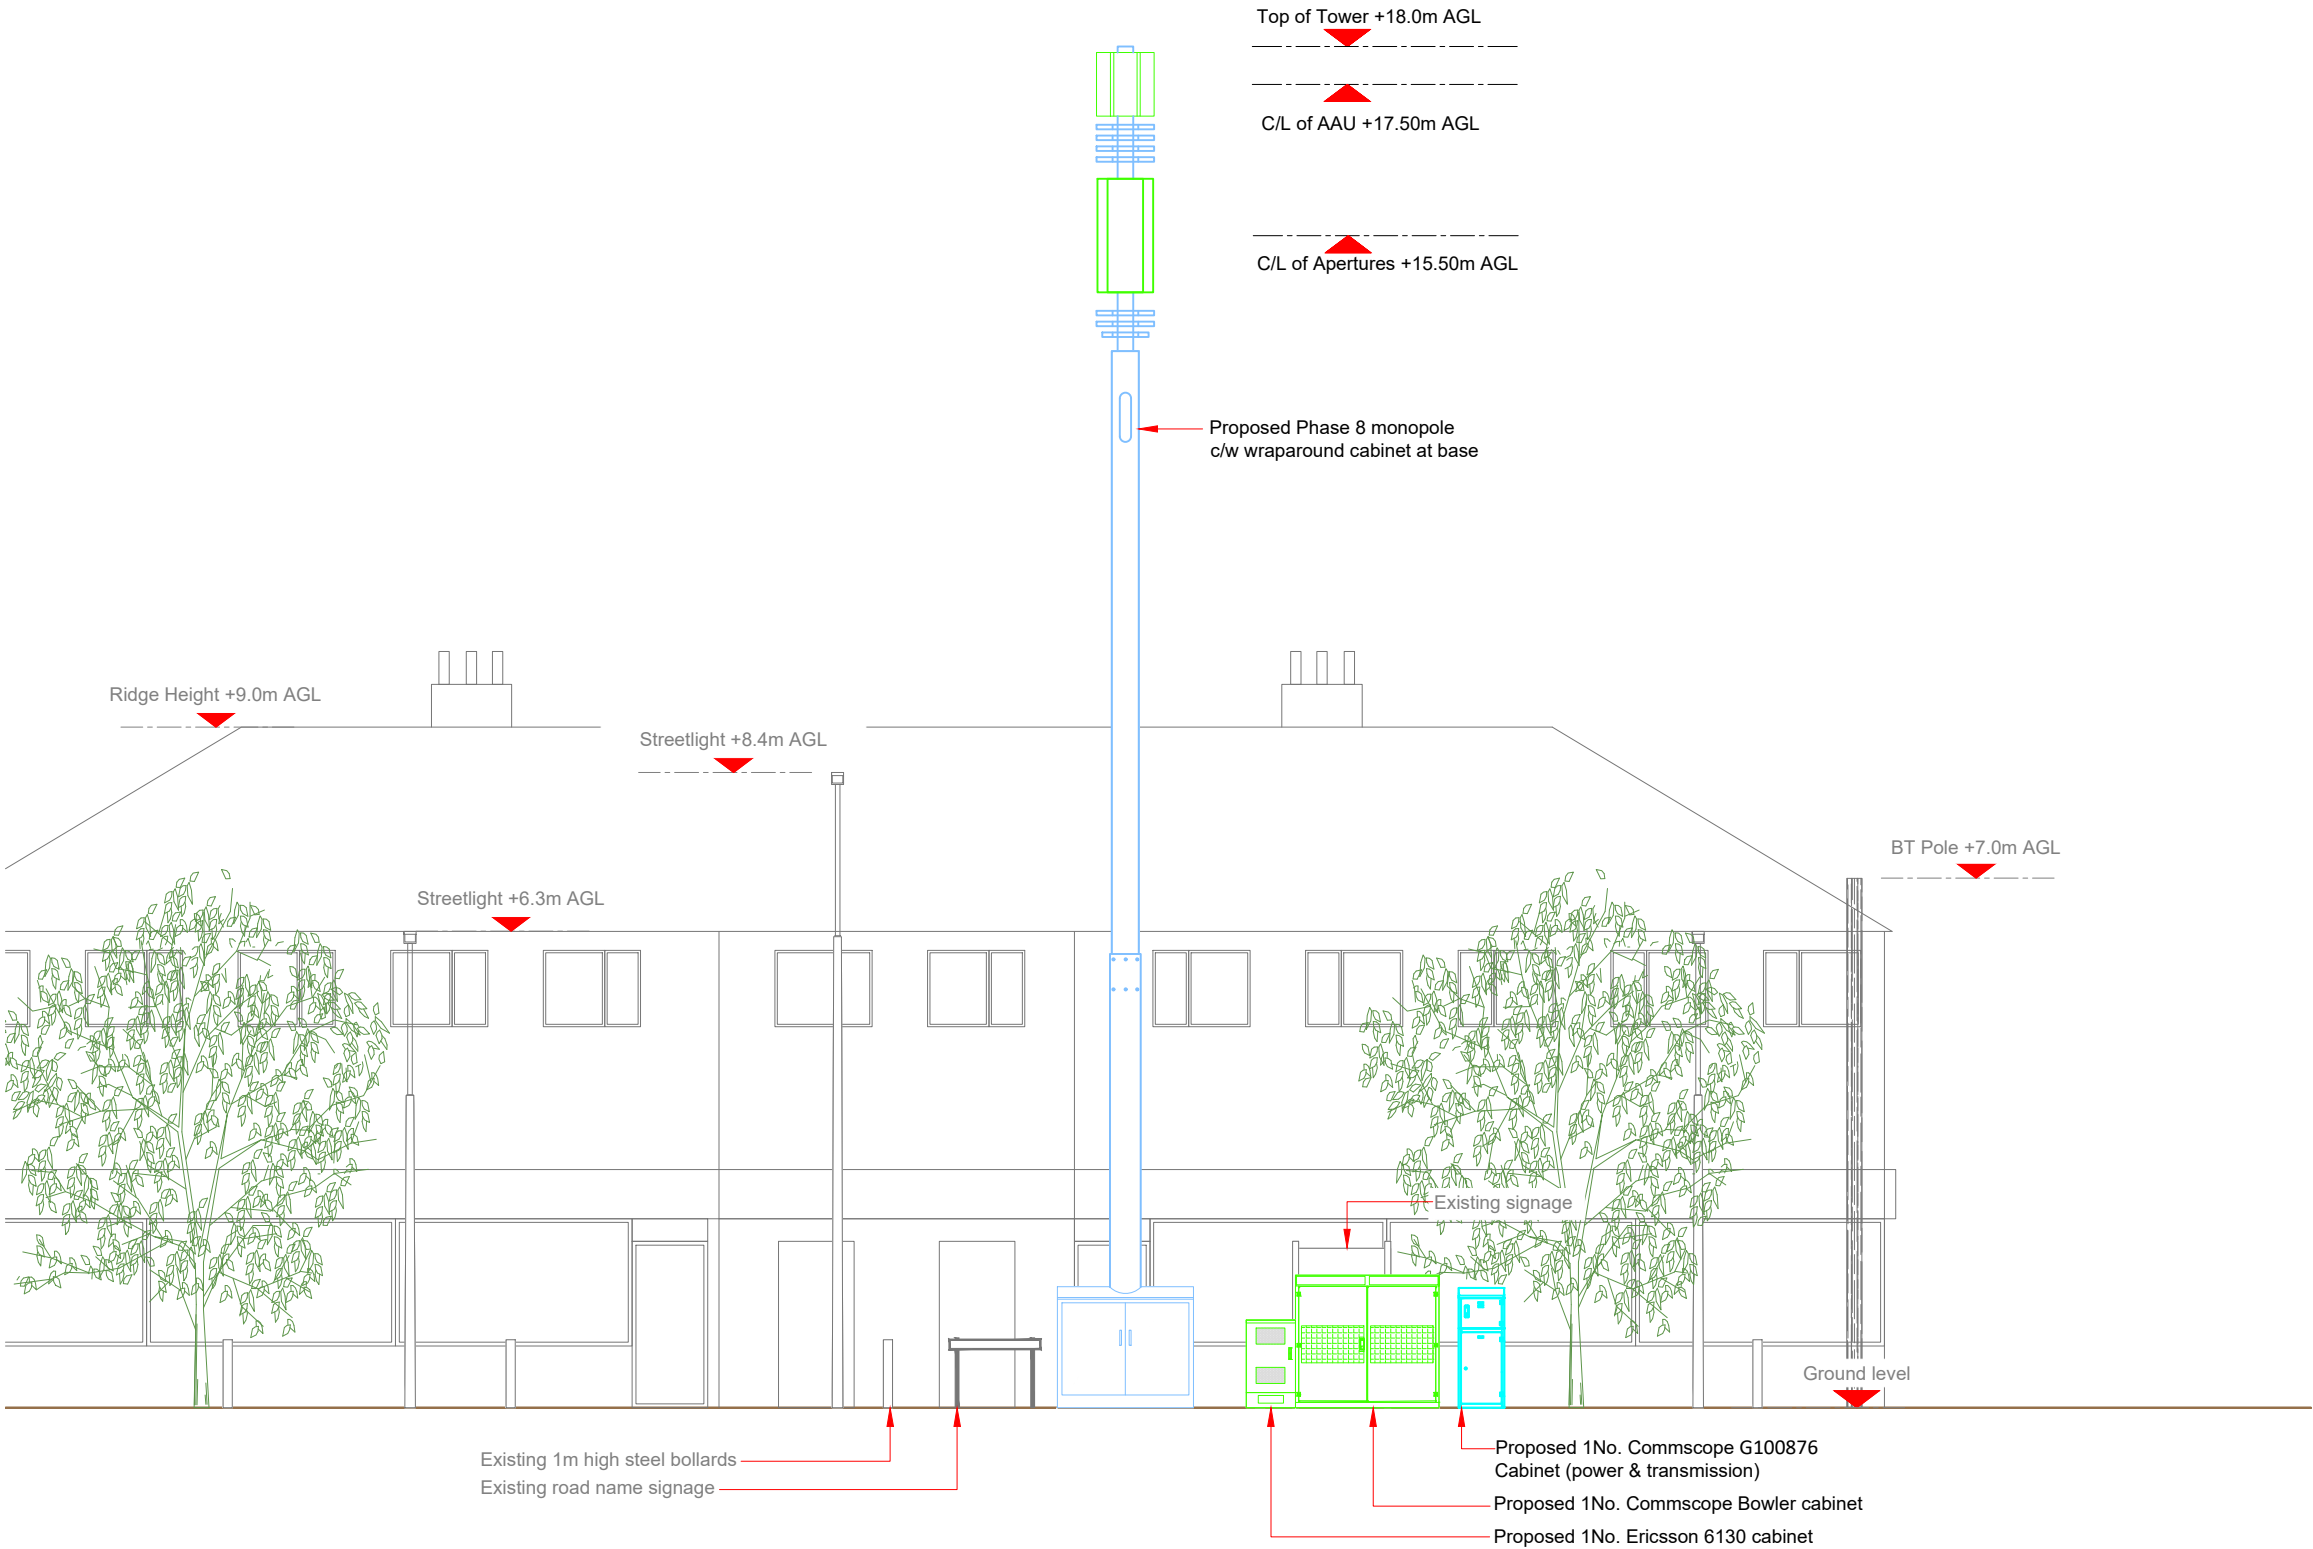 Top of Tower +18.0m AGL
C/L of AAU +17.50m AGL
C/L of Apertures +15.50m AGL
Proposed Phase 8 monopole
c/w wraparound cabinet at base
Ridge Height +9.0m AGL
Streetlight +8.4m AGL
BT Pole +7.0m AGL
Streetlight +6.3m AGL
Existing signage
Ground level
Existing 1m high steel bollards
Existing road name signage
Proposed 1No. Commscope G100876
Cabinet (power & transmission)
Proposed 1No. Commscope Bowler cabinet
Proposed 1No. Ericsson 6130 cabinet